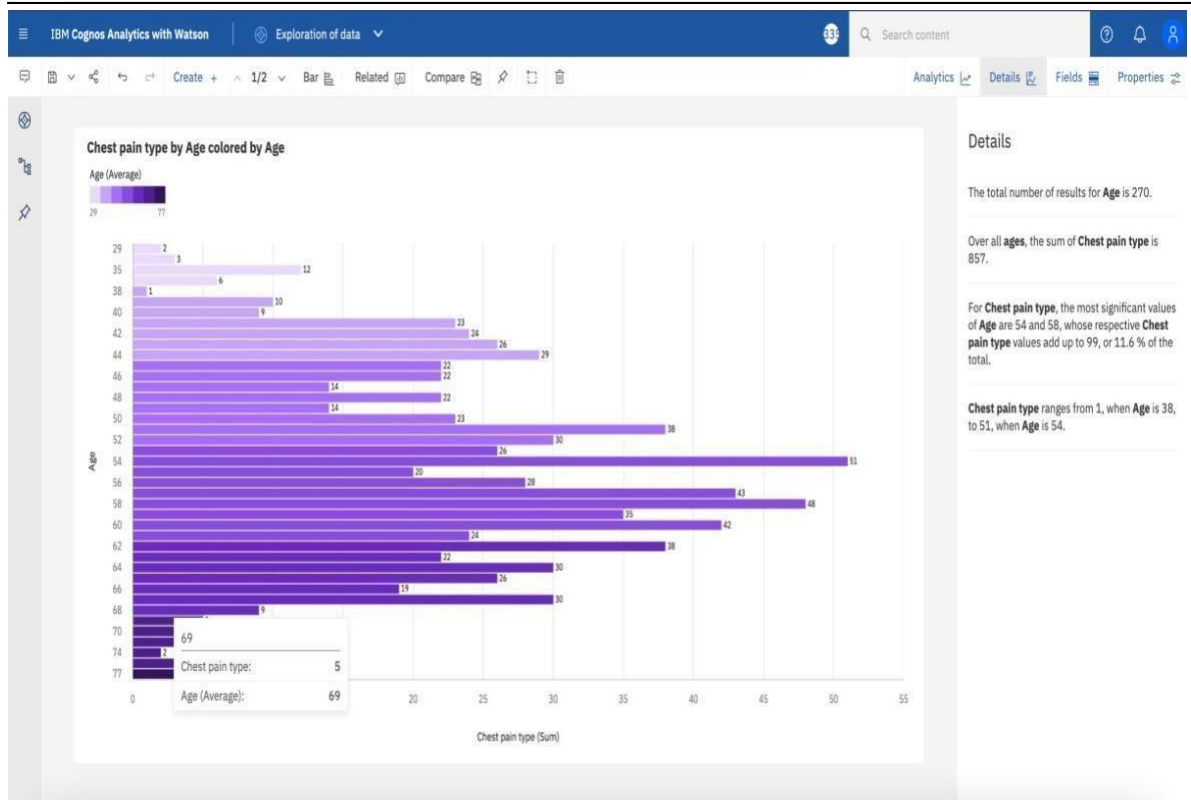 IBM Cognos Analytics with Watson
Exploration of data
Search content
Create +
1/2
Bar
Related
Compare
Analytics
Details
Fields
Properties
Chest pain type by Age colored by Age
Age (Average)
29 77
29 2
3
35 12
6
38 1
10
40 9
23
42 24
26
44 29
22
46 22
14
48 22
14
50 23
38
52 30
26
54 51
20
56 28
43
58 48
35
60 42
24
62 38
22
64 30
26
66 19
30
68 9
70
74 2
77
Age
69
Chest pain type: 5
Age (Average): 69
0 20 25 30 35 40 45 50 55
Chest pain type (Sum)
Details
The total number of results for Age is 270.
Over all ages, the sum of Chest pain type is
857.
For Chest pain type, the most significant values
of Age are 54 and 58, whose respective Chest
pain type values add up to 99, or 11.6 % of the
total.
Chest pain type ranges from 1, when Age is 38,
to 51, when Age is 54.